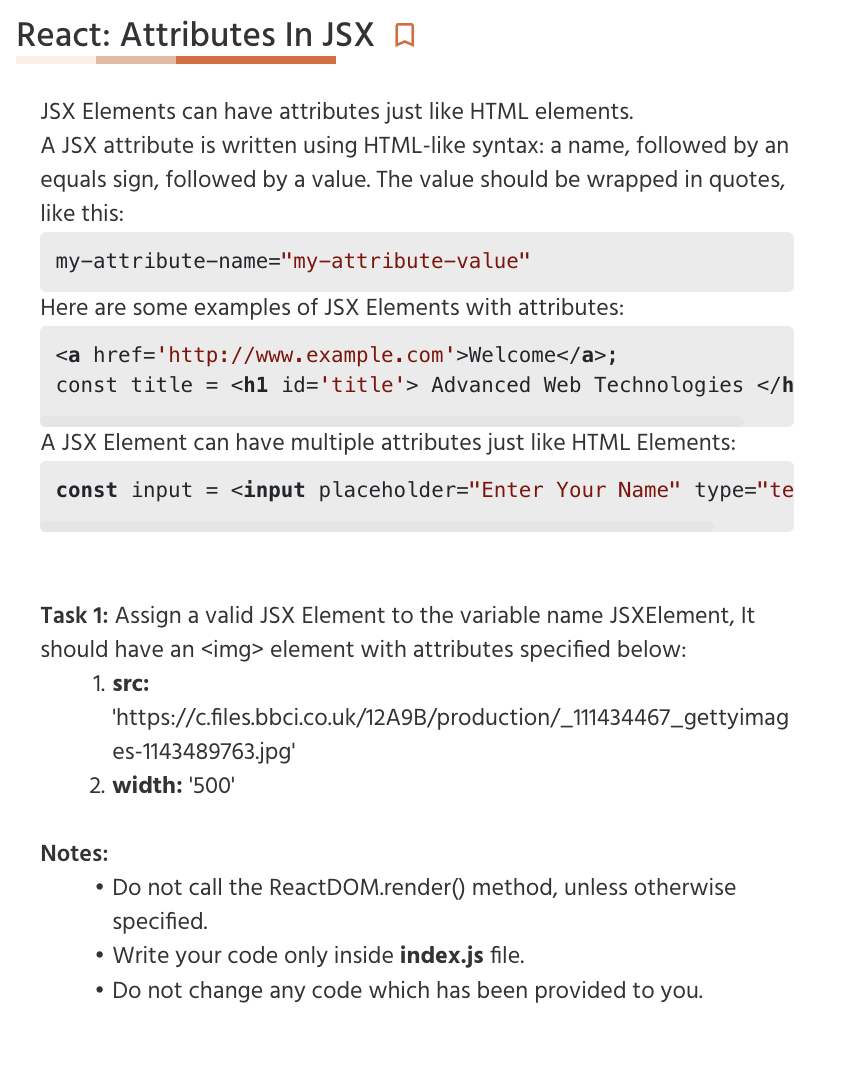 React: Attributes In JSX
JSX Elements can have attributes just like HTML elements.
A JSX attribute is written using HTML-like syntax: a name, followed by an
equals sign, followed by a value. The value should be wrapped in quotes,
like this:
my-attribute-name="my-attribute-value"
Here are some examples of JSX Elements with attributes:
<a href='http://www.example.com'>Welcome</a>;
const title = <h1 id='title'> Advanced Web Technologies </h
A JSX Element can have multiple attributes just like HTML Elements:
const input = <input placeholder="Enter Your Name" type="te
Task 1: Assign a valid JSX Element to the variable name JSXElement, It
should have an <img> element with attributes specified below:
1. src:
'https://c.files.bbci.co.uk/12A9B/production/_111434467_gettyimag
es-1143489763.jpg'
2. width: '500'
Notes:
• Do not call the ReactDOM.render() method, unless otherwise
specified.
• Write your code only inside index.js file.
• Do not change any code which has been provided to you.